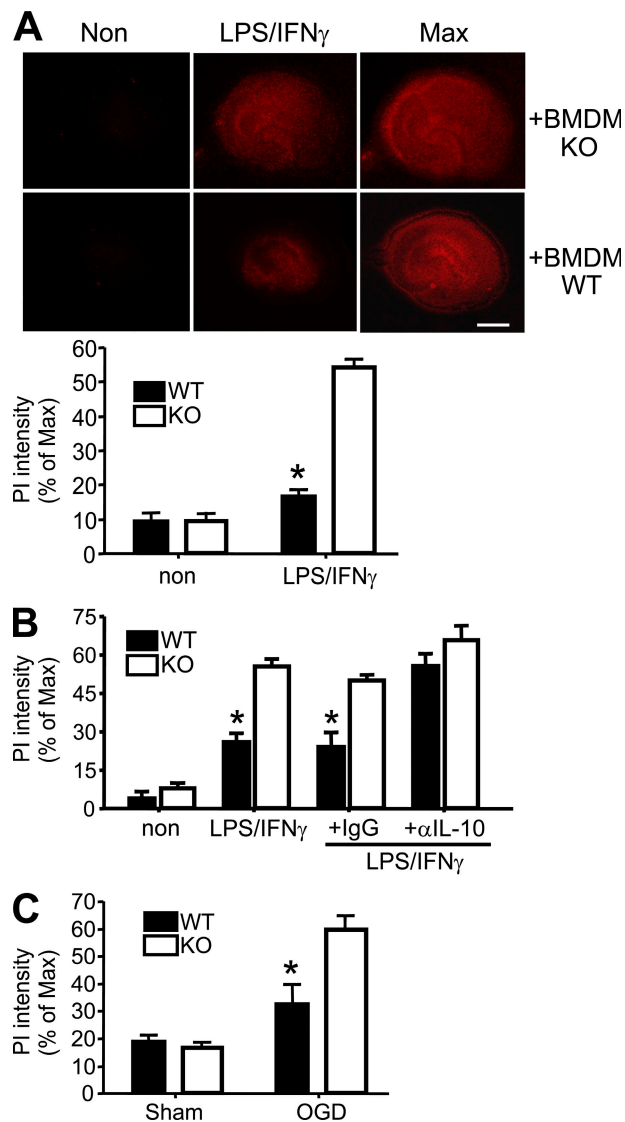 A
Non LPS/IFNγ Max
+BMDM
KO
+BMDM
WT
60
50
40
30
20
10
0
PI intensity
(% of Max)
WT
KO
*
non LPS/IFNγ
B
75
60
45
30
15
0
PI intensity
(% of Max)
WT
KO
* *
non LPS/IFNγ +IgG +αIL-10
LPS/IFNγ
C
70
60
50
40
30
20
10
0
PI intensity
(% of Max)
WT
KO
*
Sham OGD